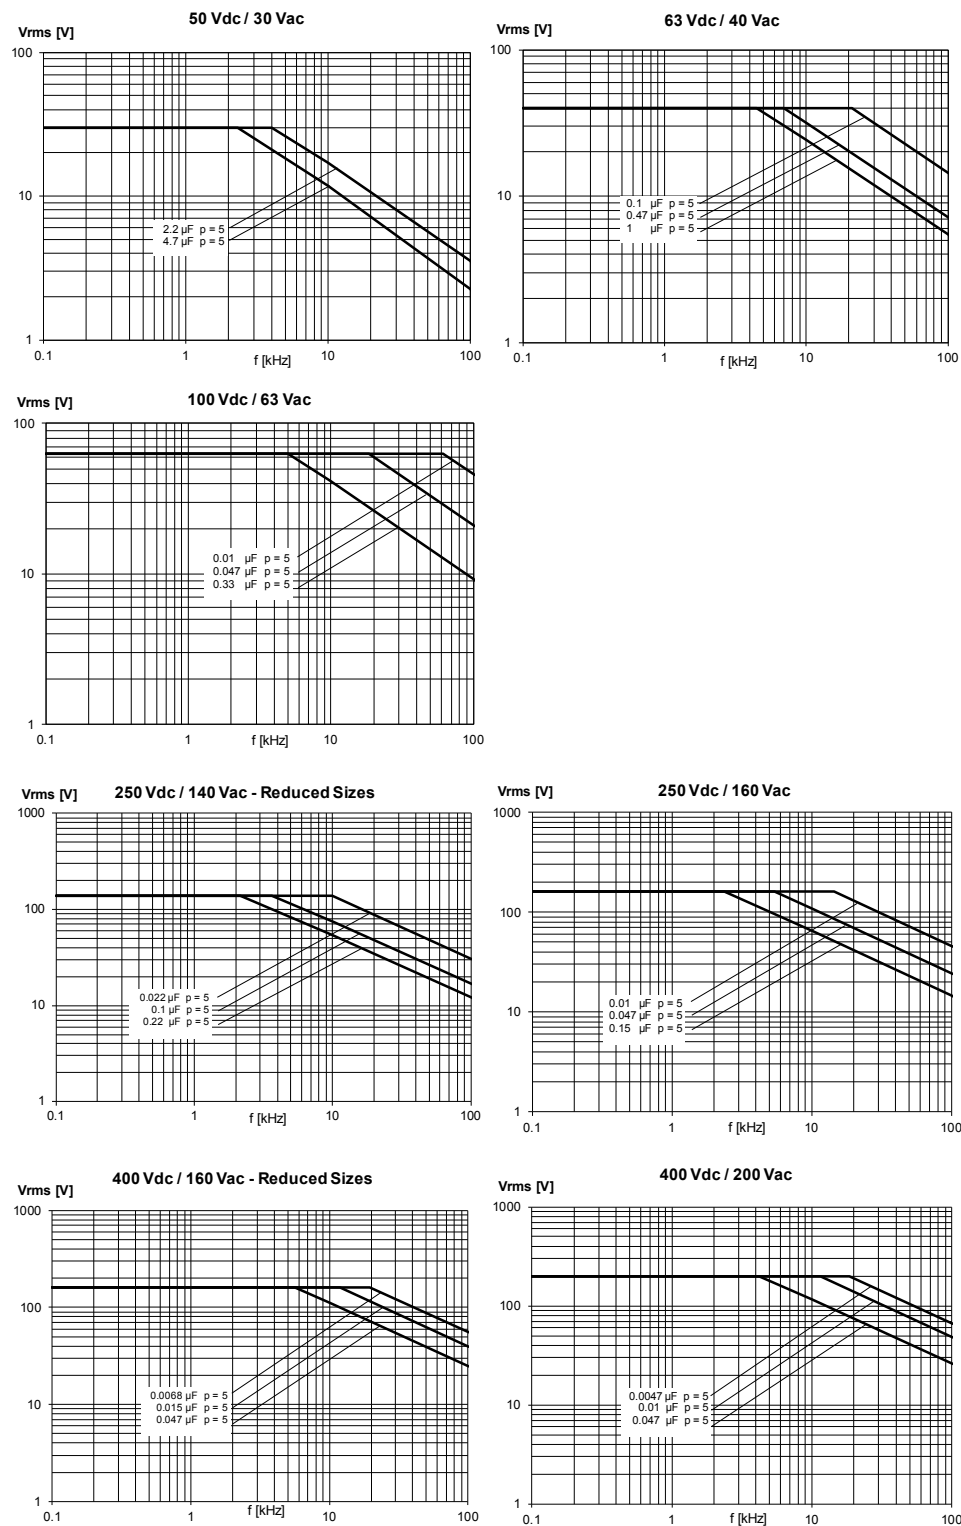 50 Vdc / 30 Vac
Vrms [V]
100
10
1
2.2 µF p = 5
4.7 µF p = 5
0.1
1
10
100
f [kHz]
63 Vdc / 40 Vac
Vrms [V]
100
10
1
0.1 µF p = 5
0.47 µF p = 5
1 µF p = 5
0.1
1
10
100
f [kHz]
100 Vdc / 63 Vac
Vrms [V]
100
10
1
0.01 µF p = 5
0.047 µF p = 5
0.33 µF p = 5
0.1
1
10
100
f [kHz]
250 Vdc / 140 Vac - Reduced Sizes
Vrms [V]
1000
100
10
1
0.022 µF p = 5
0.1 µF p = 5
0.22 µF p = 5
0.1
1
10
100
f [kHz]
250 Vdc / 160 Vac
Vrms [V]
1000
100
10
1
0.01 µF p = 5
0.047 µF p = 5
0.15 µF p = 5
0.1
1
10
100
f [kHz]
400 Vdc / 160 Vac - Reduced Sizes
Vrms [V]
1000
100
10
1
0.0068 µF p = 5
0.015 µF p = 5
0.047 µF p = 5
0.1
1
10
100
f [kHz]
400 Vdc / 200 Vac
Vrms [V]
1000
100
10
1
0.0047 µF p = 5
0.01 µF p = 5
0.047 µF p = 5
0.1
1
10
100
f [kHz]